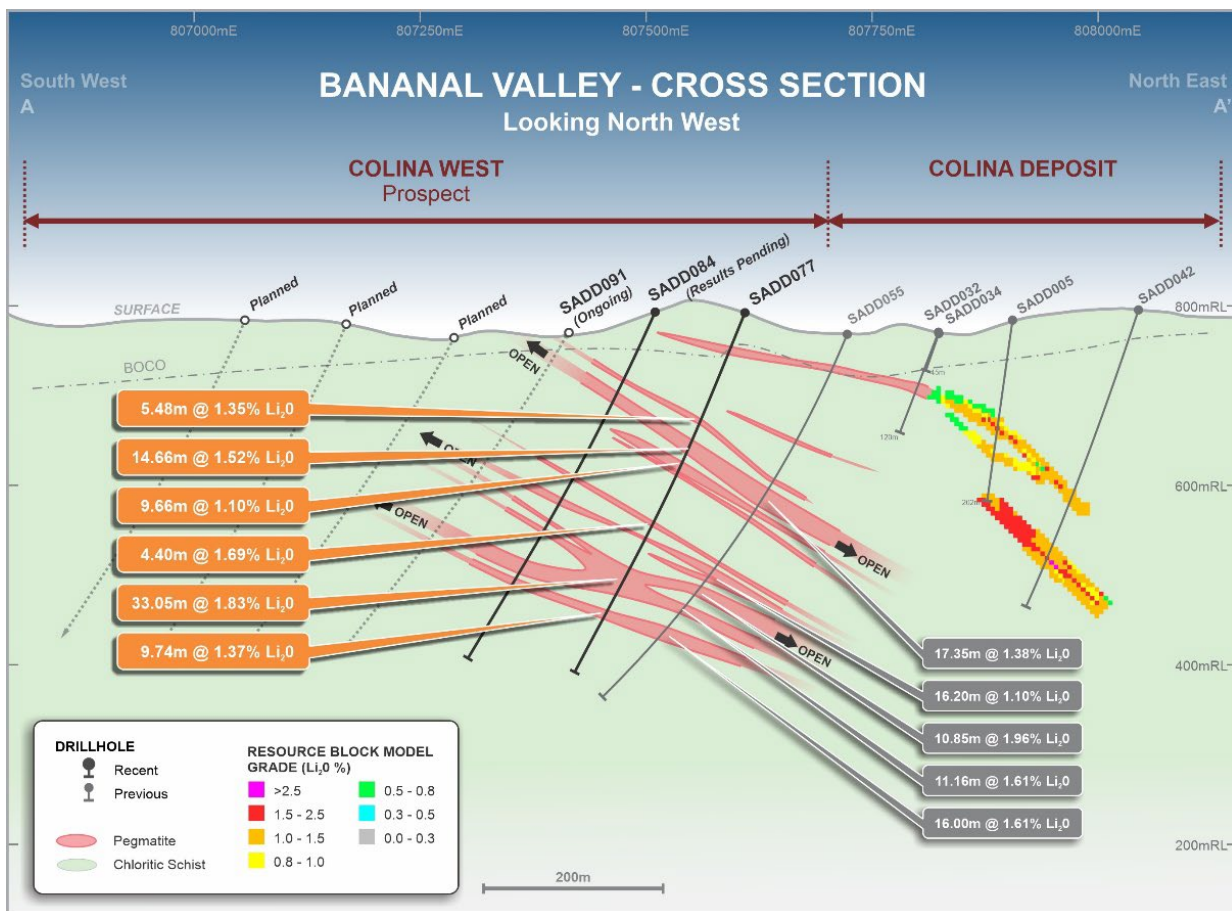 807000mE
807250mE
807500mE
807750mE
808000mE
South West
A
BANANAL VALLEY - CROSS SECTION
Looking North West
North East
A'
COLINA WEST
Prospect
COLINA DEPOSIT
Planned
Planned
Planned
SADD091
(Ongoing)
SADD084
(Results Pending)
SADD077
SADD055
SADD032
SADD034
SADD005
SADD042
SURFACE
800mRL
BOCO
OPEN
45m
120m
5.48m @ 1.35% Li₂0
14.66m @ 1.52% Li₂0
9.66m @ 1.10% Li₂0
4.40m @ 1.69% Li₂0
33.05m @ 1.83% Li₂0
9.74m @ 1.37% Li₂0
OPEN
OPEN
600mRL
262m
OPEN
OPEN
400mRL
17.35m @ 1.38% Li₂0
16.20m @ 1.10% Li₂0
10.85m @ 1.96% Li₂0
11.16m @ 1.61% Li₂0
16.00m @ 1.61% Li₂0
200mRL
DRILLHOLE
Recent
Previous
Pegmatite
Chloritic Schist
RESOURCE BLOCK MODEL
GRADE (Li₂0 %)
>2.5
1.5 - 2.5
1.0 - 1.5
0.8 - 1.0
0.5 - 0.8
0.3 - 0.5
0.0 - 0.3
200m